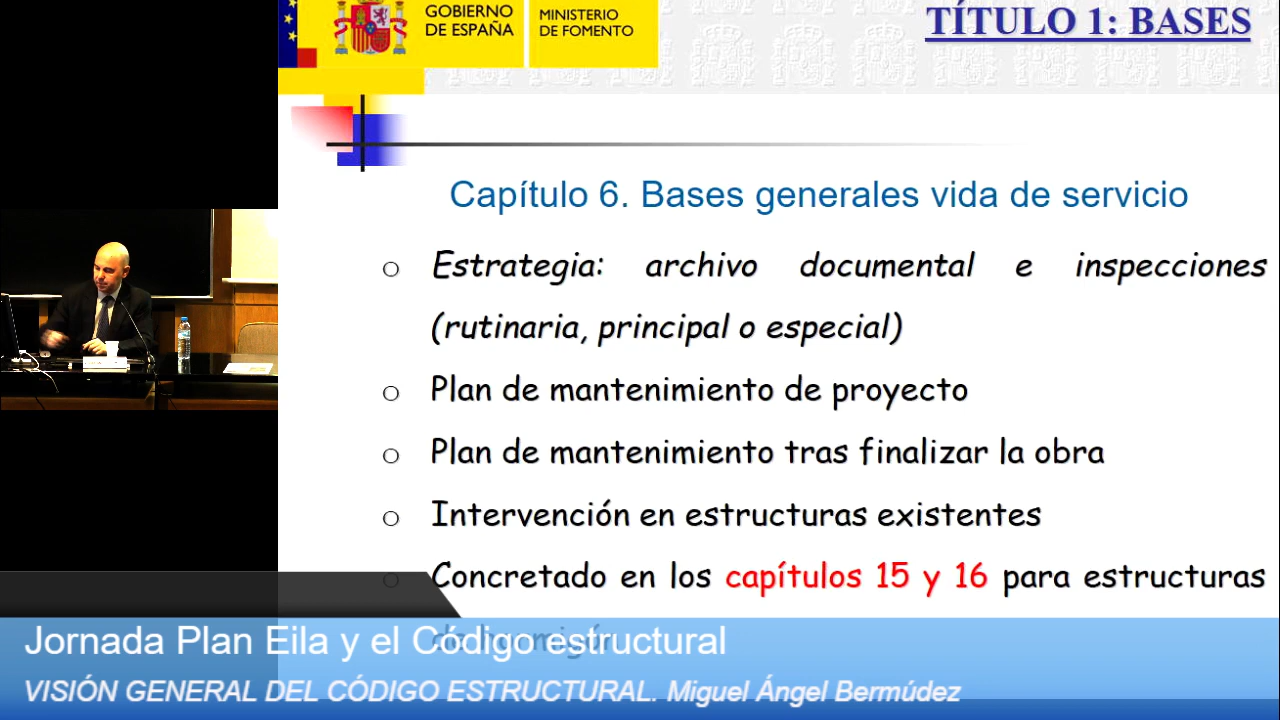 GOBIERNO
DE ESPAÑA
MINISTERIO
DE FOMENTO
TÍTULO 1: BASES
Capítulo 6. Bases generales vida de servicio
o Estrategia: archivo documental e inspecciones
(rutinaria, principal o especial)
o Plan de mantenimiento de proyecto
o Plan de mantenimiento tras finalizar la obra
o Intervención en estructuras existentes
o Concretado en los capítulos 15 y 16 para estructuras
de hormigón
Jornada Plan Eila y el Código estructural
VISIÓN GENERAL DEL CÓDIGO ESTRUCTURAL. Miguel Ángel Bermúdez